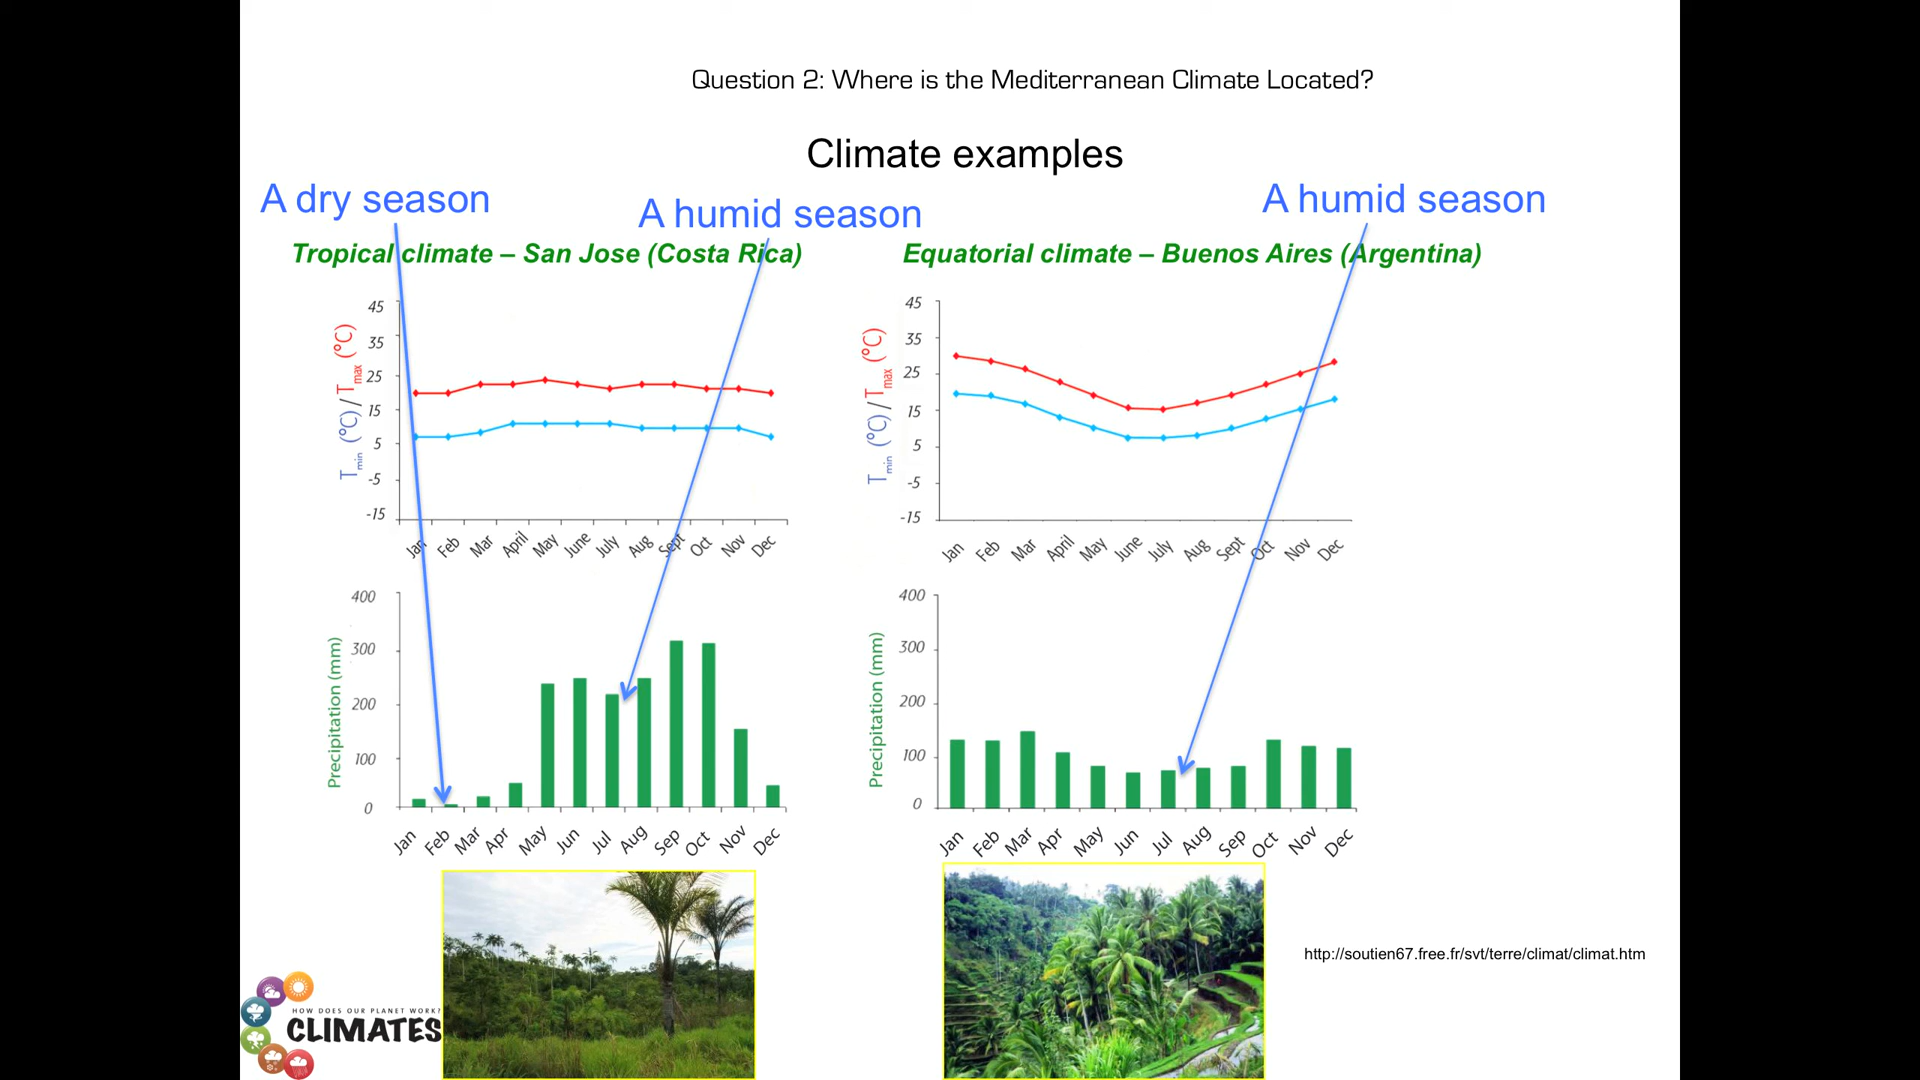 Question 2: Where is the Mediterranean Climate Located?
Climate examples
A dry season
A humid season
A humid season
Tropical climate – San Jose (Costa Rica)
Equatorial climate – Buenos Aires (Argentina)
45
35
25
15
5
-5
-15
Tmin (°C) / Tmax (°C)
Jan Feb Mar April May June July Aug Sept Oct Nov Dec
45
35
25
15
5
-5
-15
Tmin (°C) / Tmax (°C)
Jan Feb Mar April May June July Aug Sept Oct Nov Dec
400
300
200
100
0
Precipitation (mm)
Jan Feb Mar Apr May Jun Jul Aug Sep Oct Nov Dec
400
300
200
100
0
Precipitation (mm)
Jan Feb Mar Apr May Jun Jul Aug Sep Oct Nov Dec
http://soutien67.free.fr/svt/terre/climat/climat.htm
HOW DOES OUR PLANET WORK?
CLIMATES